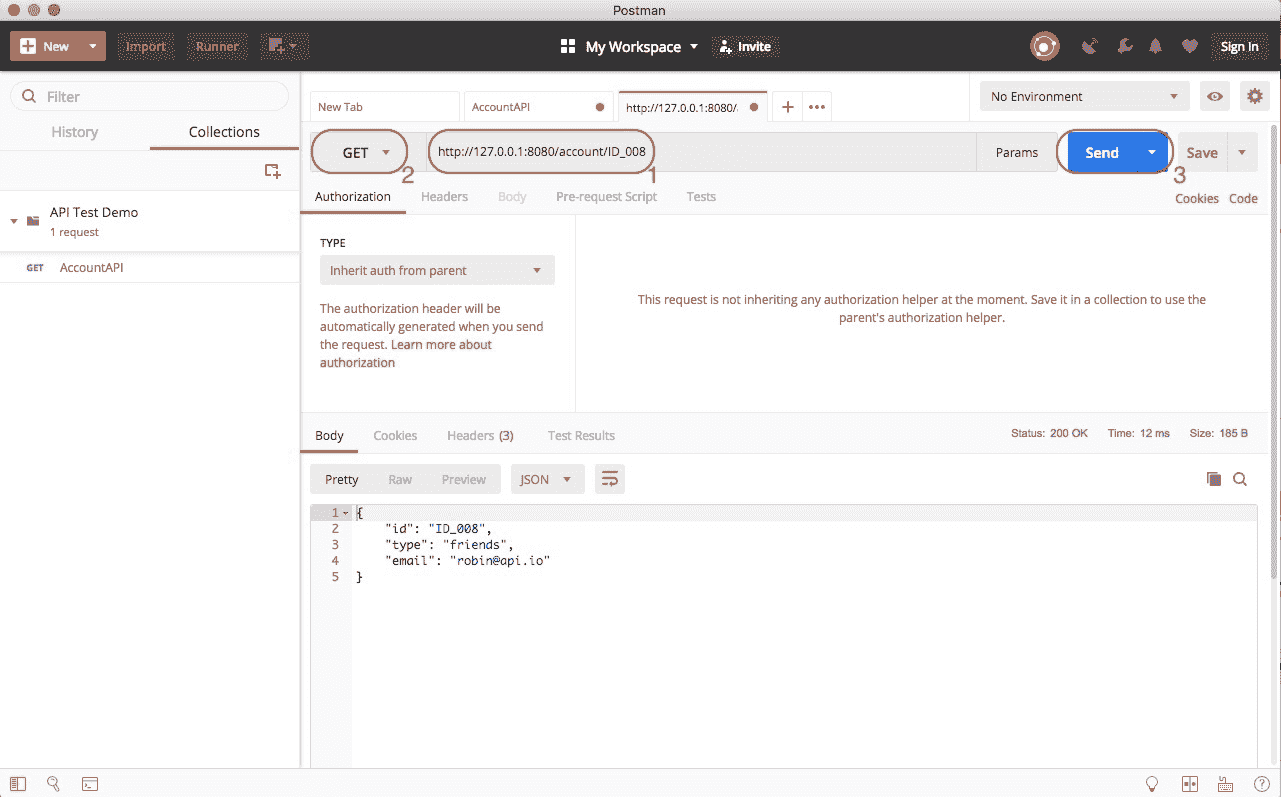 Postman
New
Import
Runner
My Workspace
Invite
Sign In
Filter
History
Collections
API Test Demo
1 request
GET AccountAPI
New Tab
AccountAPI
http://127.0.0.1:8080/
No Environment
GET
2
http://127.0.0.1:8080/account/ID_008
1
Params
Send
3
Save
Authorization
Headers
Body
Pre-request Script
Tests
Cookies
Code
TYPE
Inherit auth from parent
The authorization header will be
automatically generated when you send
the request. Learn more about
authorization
This request is not inheriting any authorization helper at the moment. Save it in a collection to use the
parent's authorization helper.
Body
Cookies
Headers (3)
Test Results
Status: 200 OK
Time: 12 ms
Size: 185 B
Pretty
Raw
Preview
JSON
1 {
2 "id": "ID_008",
3 "type": "friends",
4 "email": "robin@api.io"
5 }